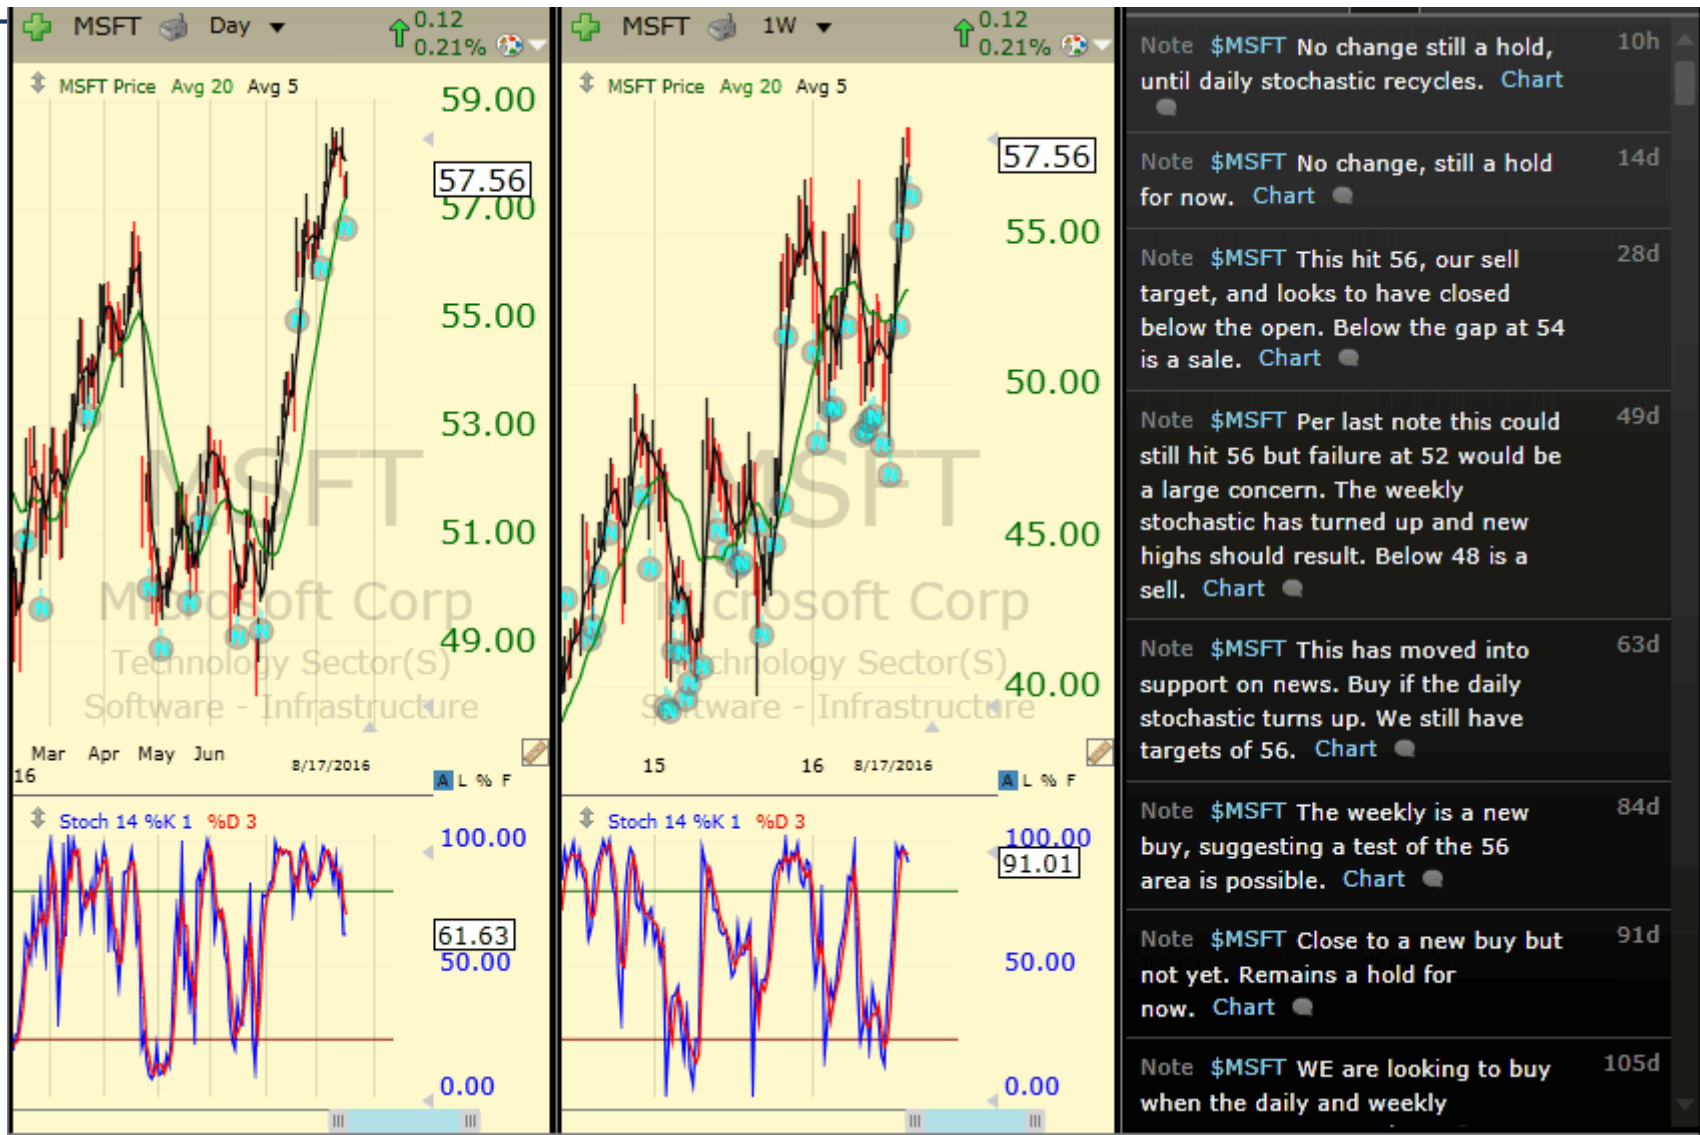 MSFT Day 0.12
0.21%
MSFT Price Avg 20 Avg 5
59.00
57.56
57.00
55.00
53.00
51.00
49.00
MSFT
Microsoft Corp
Technology Sector(S)
Software - Infrastructure
Mar Apr May Jun
16 8/17/2016
A L % F
Stoch 14 %K 1 %D 3
100.00
61.63
50.00
0.00
MSFT 1W 0.12
0.21%
MSFT Price Avg 20 Avg 5
57.56
55.00
50.00
45.00
40.00
MSFT
Microsoft Corp
Technology Sector(S)
Software - Infrastructure
15 16 8/17/2016
A L % F
Stoch 14 %K 1 %D 3
100.00
91.01
50.00
0.00
Note $MSFT No change still a hold, 10h
until daily stochastic recycles. Chart
Note $MSFT No change, still a hold 14d
for now. Chart
Note $MSFT This hit 56, our sell 28d
target, and looks to have closed
below the open. Below the gap at 54
is a sale. Chart
Note $MSFT Per last note this could 49d
still hit 56 but failure at 52 would be
a large concern. The weekly
stochastic has turned up and new
highs should result. Below 48 is a
sell. Chart
Note $MSFT This has moved into 63d
support on news. Buy if the daily
stochastic turns up. We still have
targets of 56. Chart
Note $MSFT The weekly is a new 84d
buy, suggesting a test of the 56
area is possible. Chart
Note $MSFT Close to a new buy but 91d
not yet. Remains a hold for
now. Chart
Note $MSFT WE are looking to buy 105d
when the daily and weekly